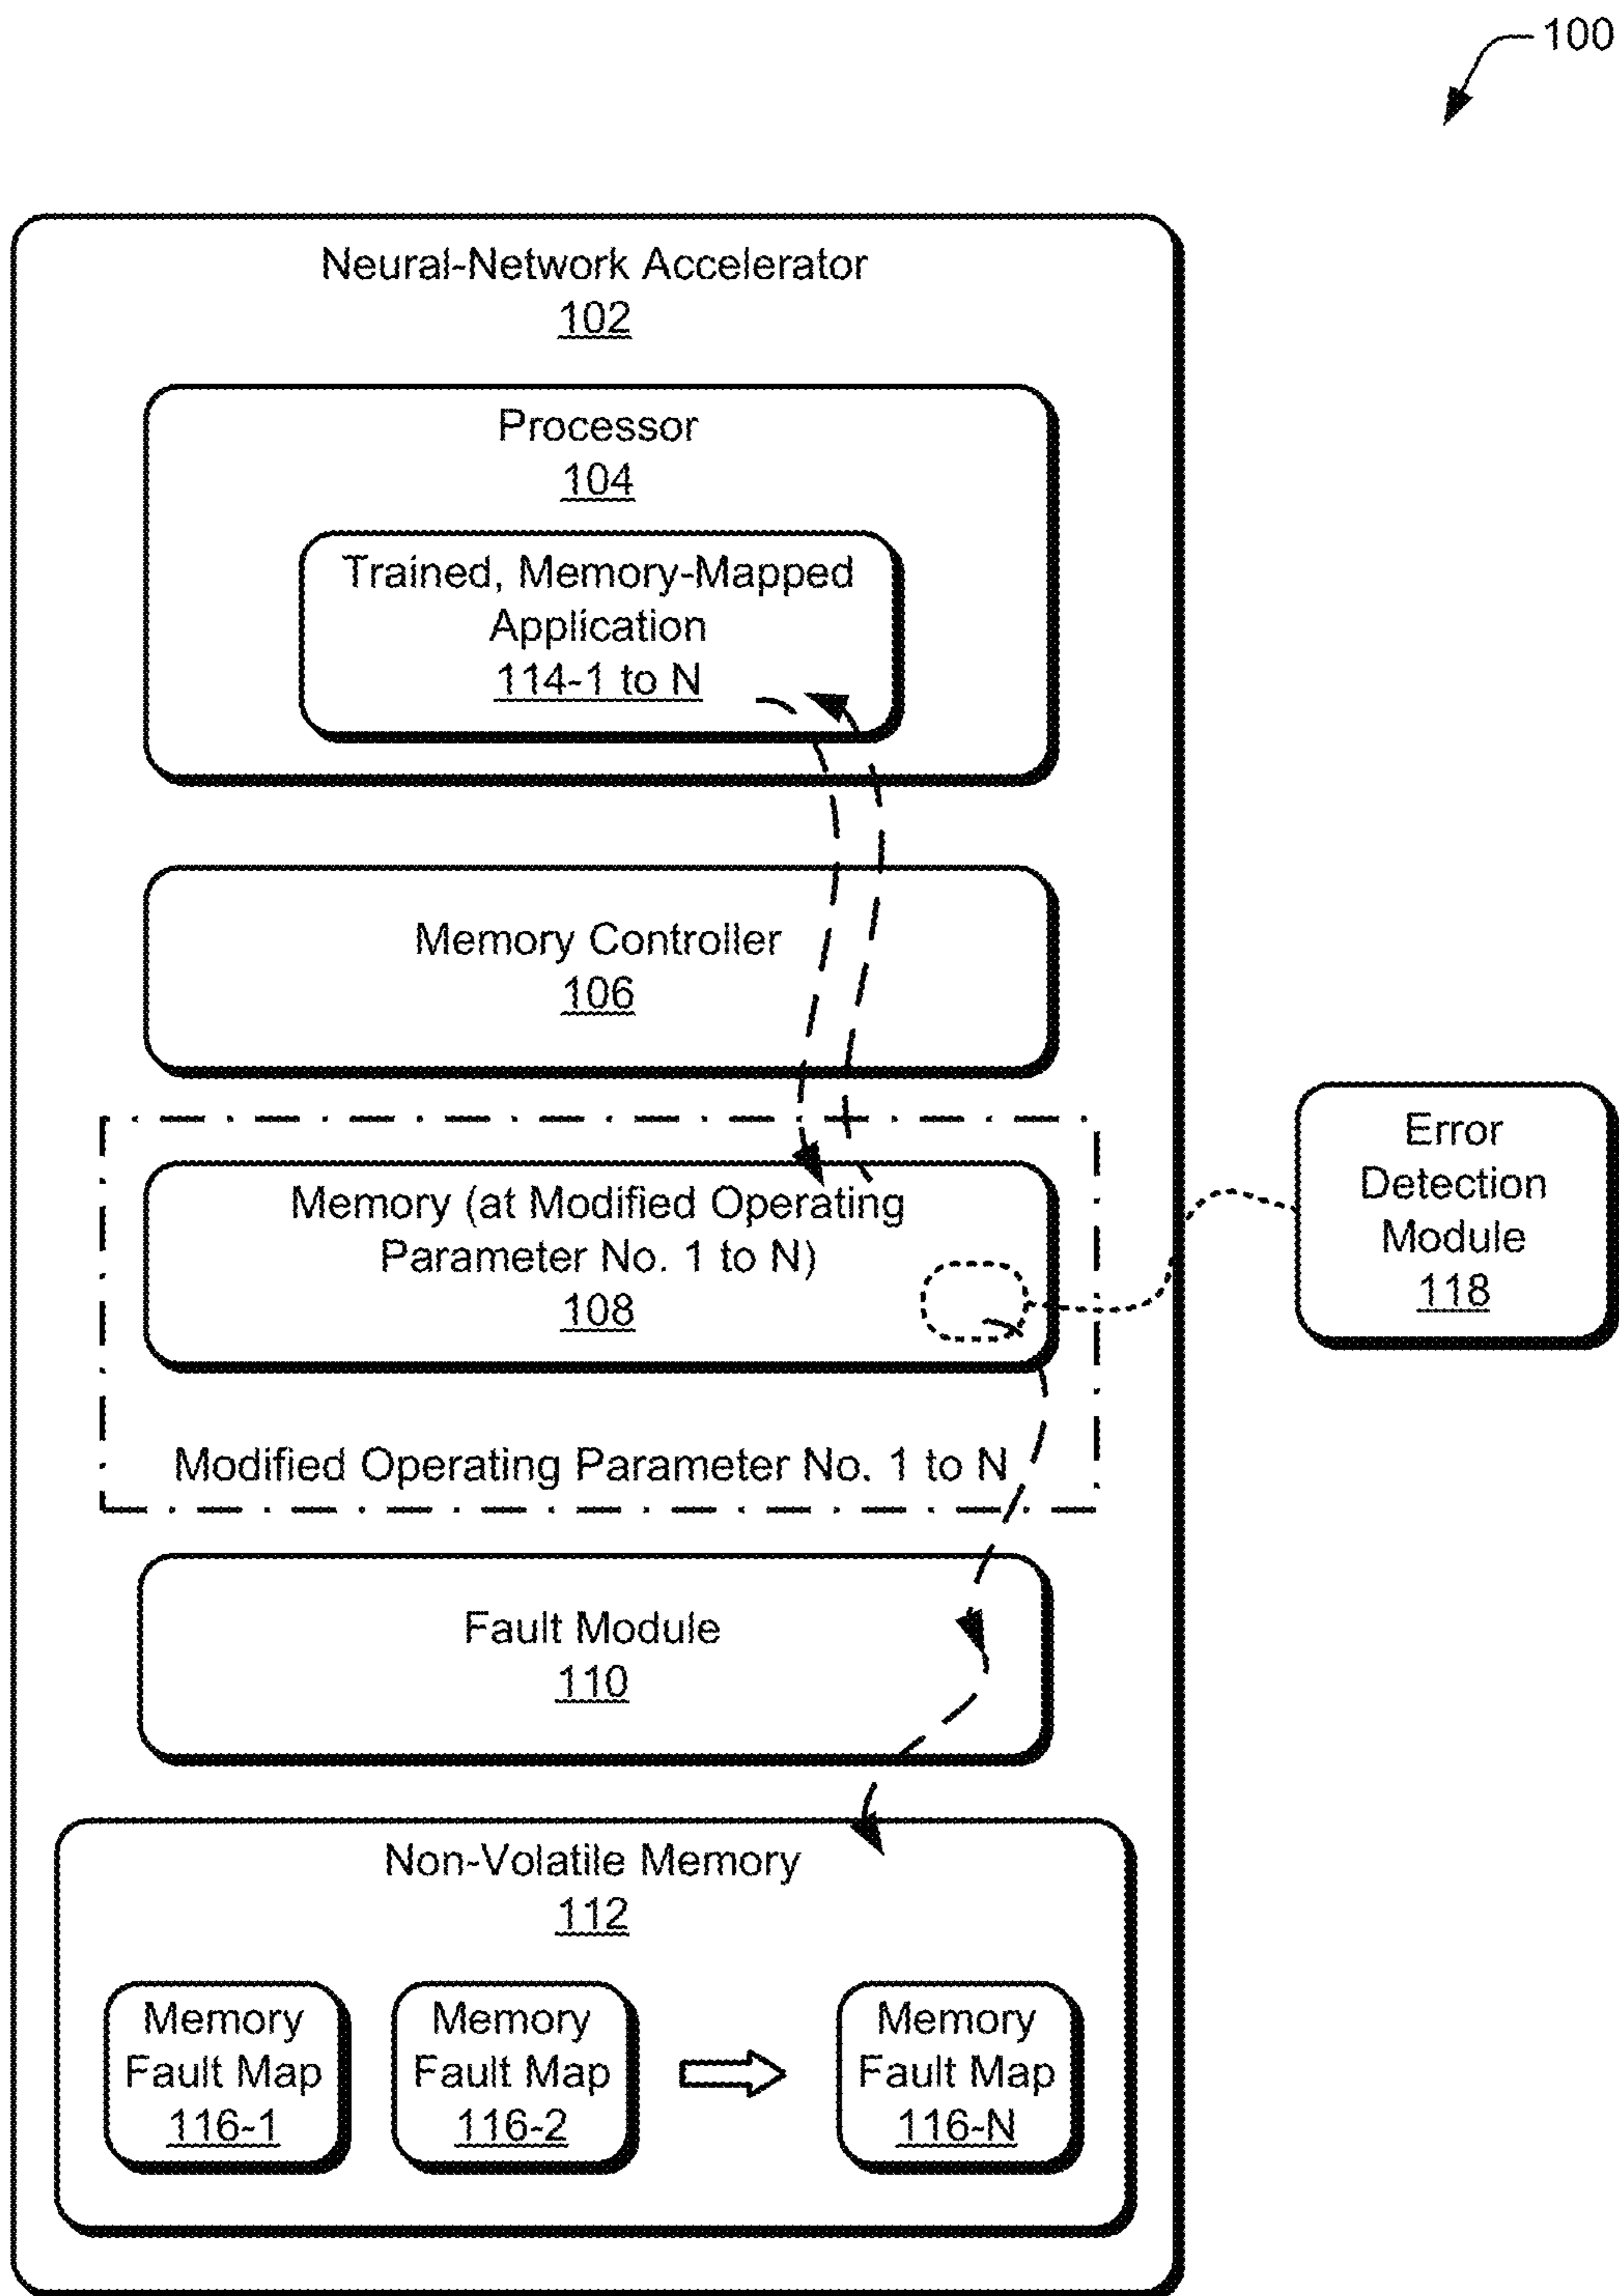 100
Neural-Network Accelerator
102
Processor
104
Trained, Memory-Mapped
Application
114-1 to N
Memory Controller
106
Memory (at Modified Operating
Parameter No. 1 to N)
108
Error
Detection
Module
118
Modified Operating Parameter No. 1 to N
Fault Module
110
Non-Volatile Memory
112
Memory
Fault Map
116-1
Memory
Fault Map
116-2
Memory
Fault Map
116-N